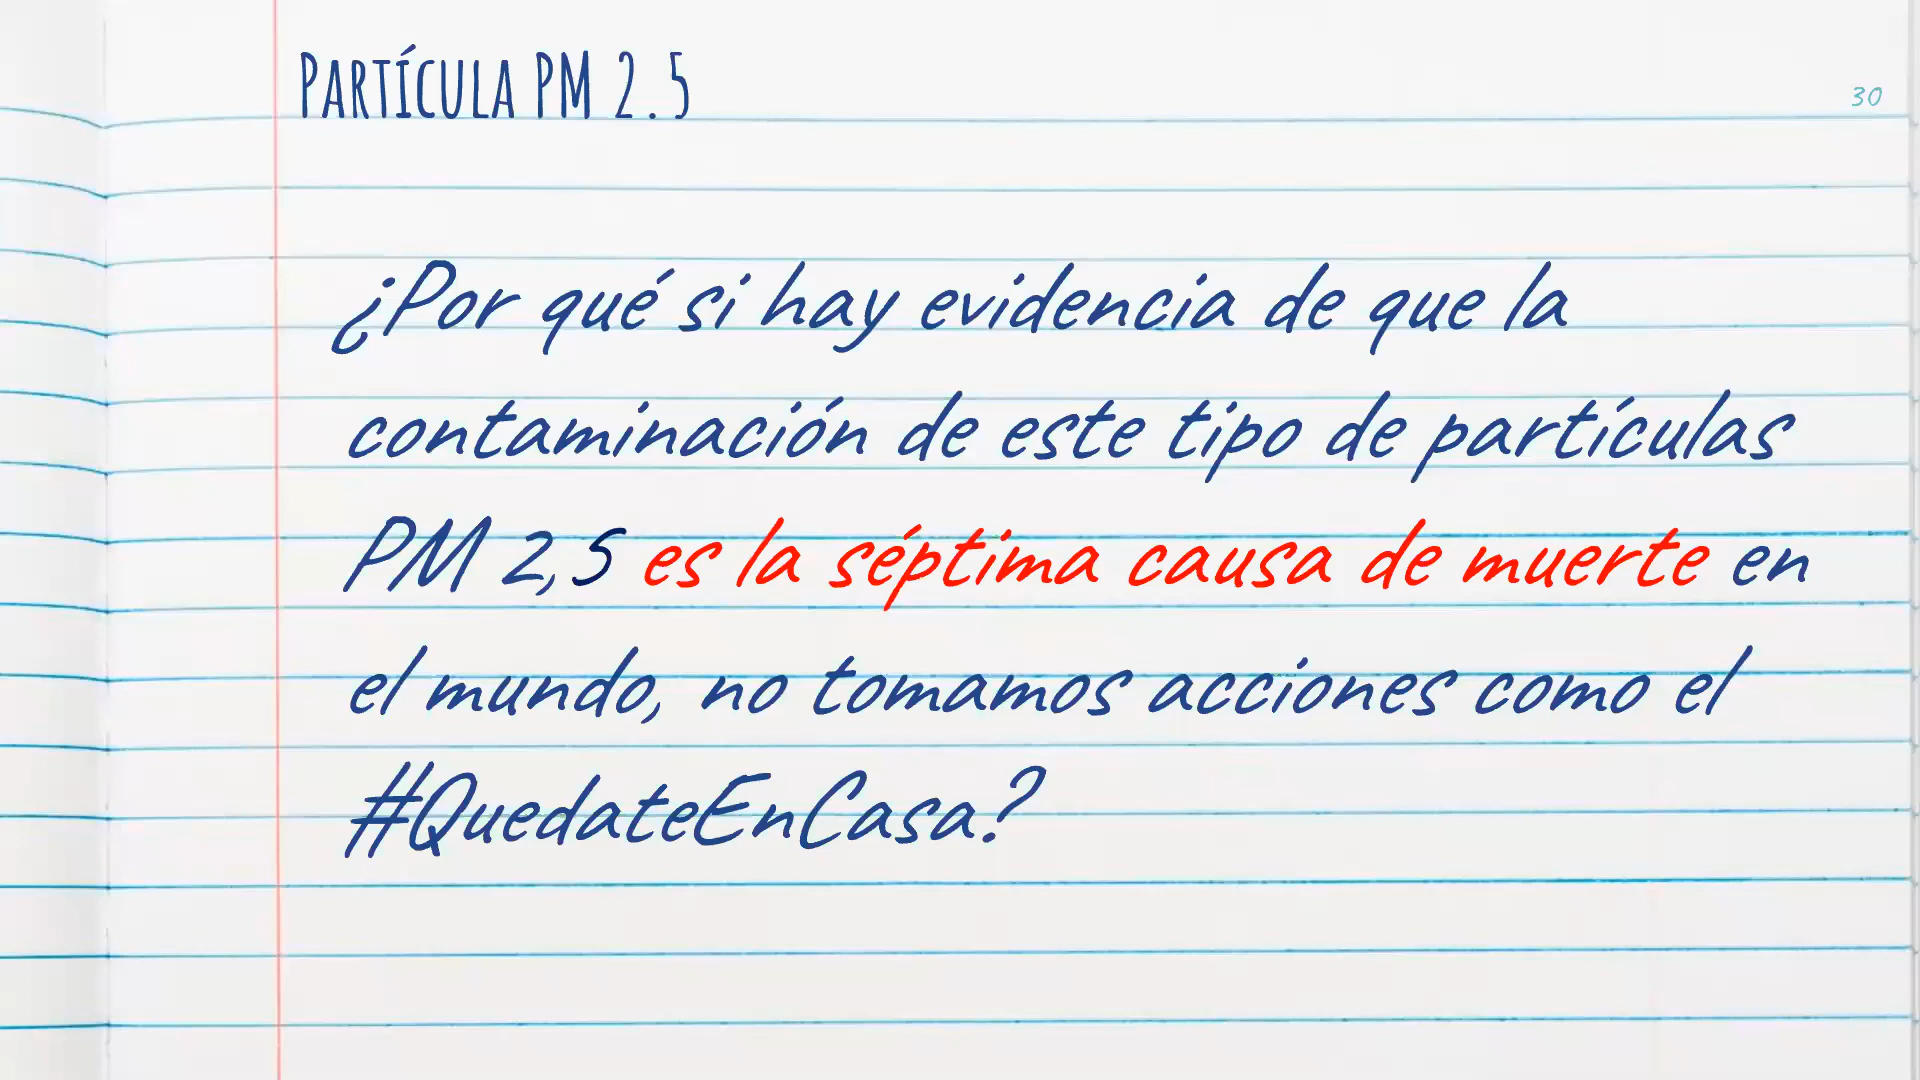 Partícula PM 2.5
30
¿Por qué si hay evidencia de que la
contaminación de este tipo de partículas
PM 2,5 es la séptima causa de muerte en
el mundo, no tomamos acciones como el
#QuedateEnCasa?